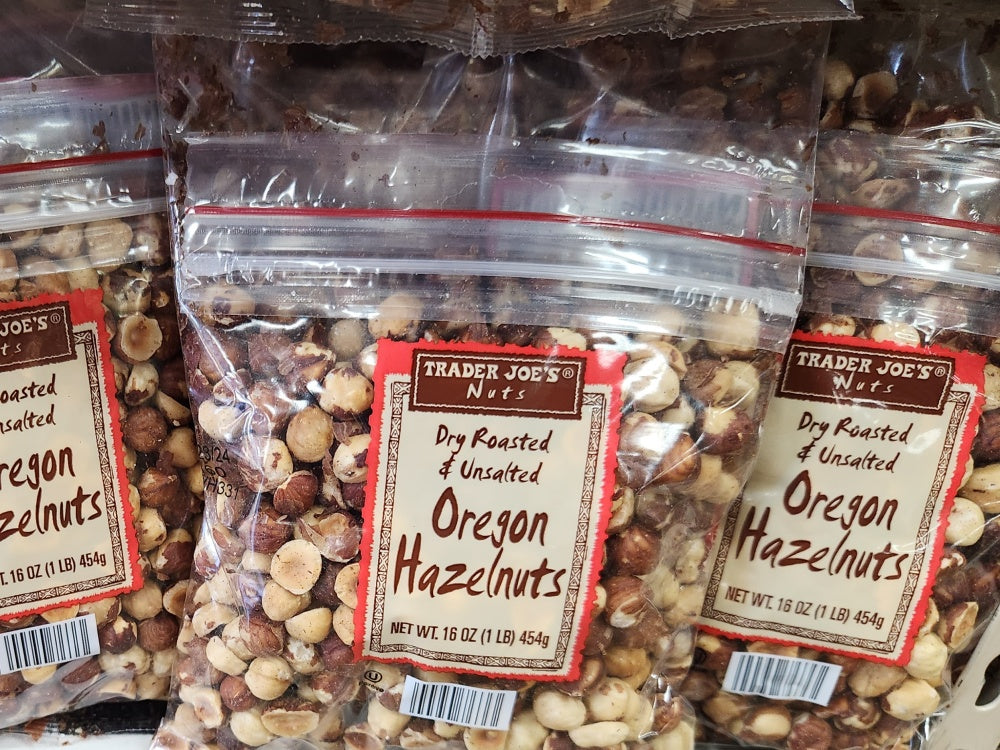 JOE'S®
ts
oasted
nsalted
regon
zelnuts
T. 16 OZ (1 LB) 454g
TRADER JOE'S®
Nuts
Dry Roasted
& Unsalted
Oregon
Hazelnuts
NET WT. 16 OZ (1 LB) 454g
U
TRADER JOE'S®
Nuts
Dry Roasted
& Unsalted
Oregon
Hazelnuts
NET WT. 16 OZ (1 LB) 454g